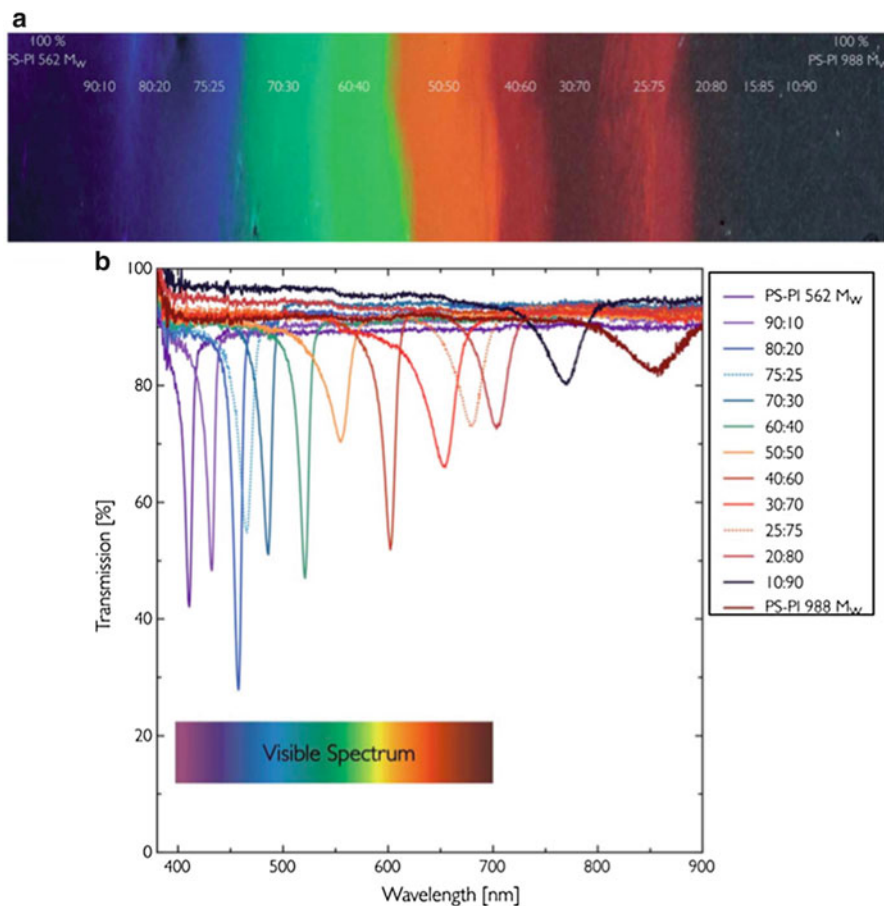 a
100 %
PS-PI 562 Mw
100 %
PS-PI 988 Mw
90:10 80:20 75:25 70:30 60:40 50:50 40:60 30:70 25:75 20:80 15:85 10:90
b
100
80
60
40
20
0
Transmission [%]
Visible Spectrum
400 500 600 700 800 900
Wavelength [nm]
PS-PI 562 Mw
90:10
80:20
75:25
70:30
60:40
50:50
40:60
30:70
25:75
20:80
10:90
PS-PI 988 Mw